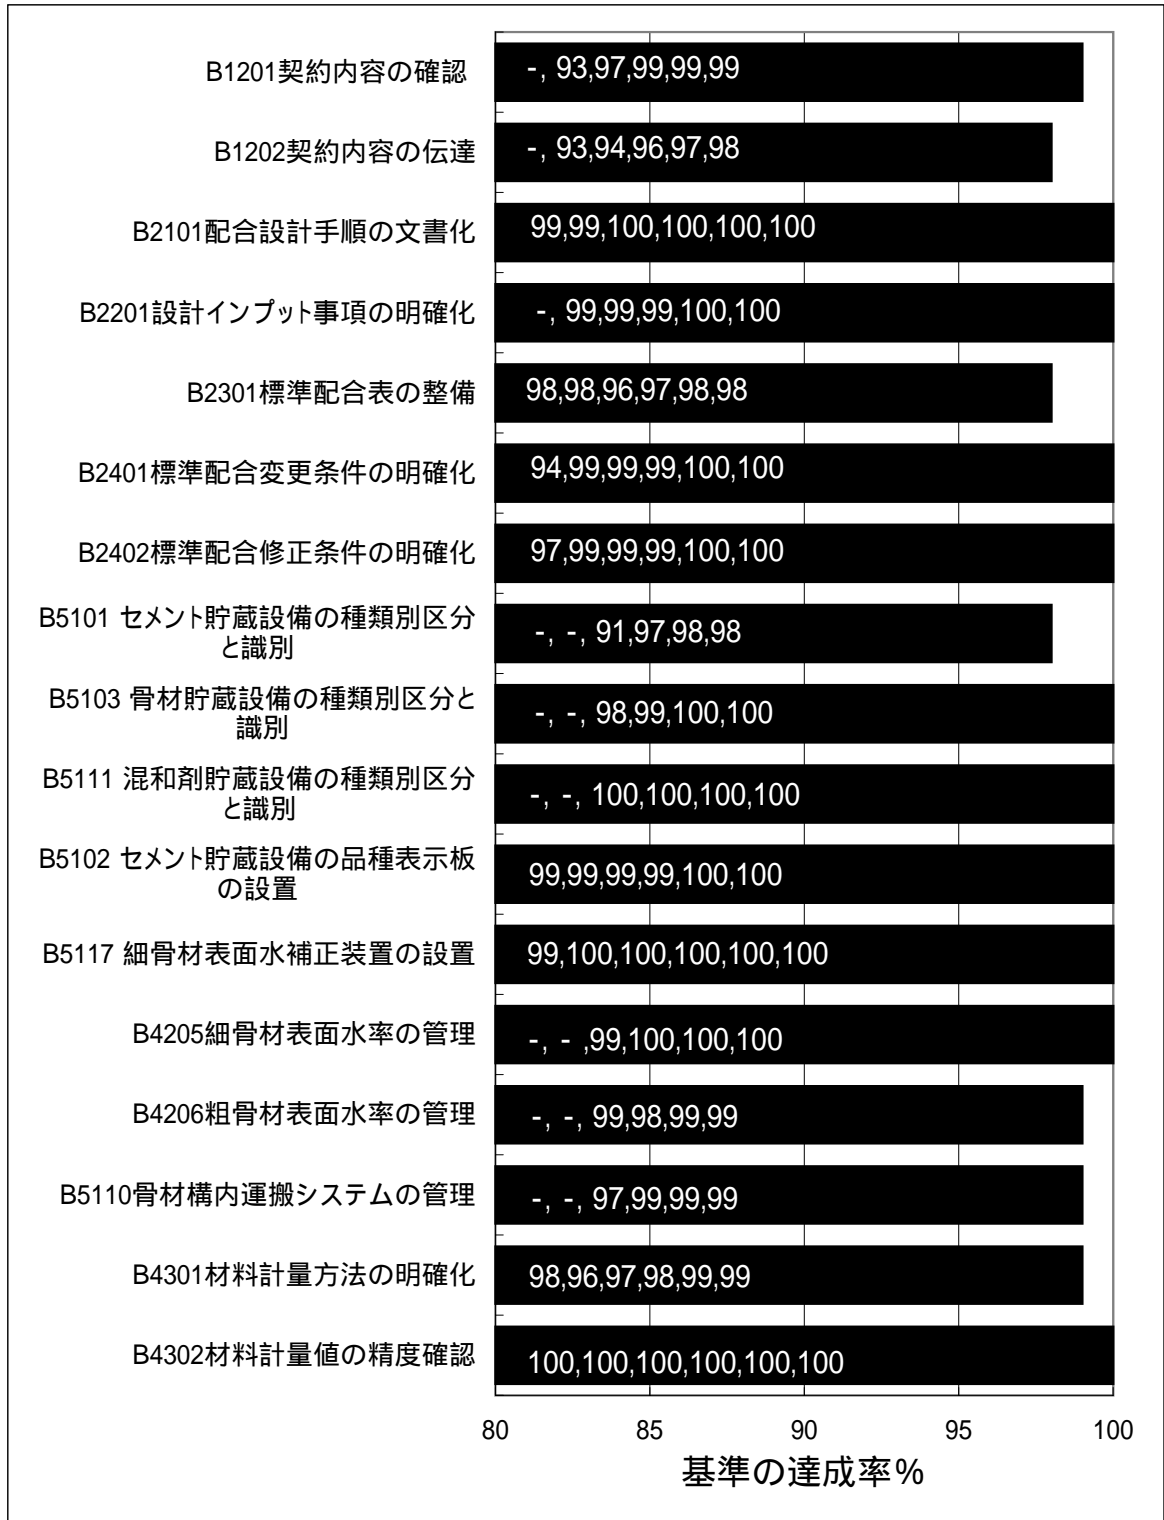 B1201契約内容の確認 -, 93,97,99,99,99
B1202契約内容の伝達 -, 93,94,96,97,98
B2101配合設計手順の文書化 99,99,100,100,100,100
B2201設計インプット事項の明確化 -, 99,99,99,100,100
B2301標準配合表の整備 98,98,96,97,98,98
B2401標準配合変更条件の明確化 94,99,99,99,100,100
B2402標準配合修正条件の明確化 97,99,99,99,100,100
B5101 セメント貯蔵設備の種類別区分
と識別 -, -, 91,97,98,98
B5103 骨材貯蔵設備の種類別区分と
識別 -, -, 98,99,100,100
B5111 混和剤貯蔵設備の種類別区分
と識別 -, -, 100,100,100,100
B5102 セメント貯蔵設備の品種表示板
の設置 99,99,99,99,100,100
B5117 細骨材表面水補正装置の設置 99,100,100,100,100,100
B4205細骨材表面水率の管理 -, - ,99,100,100,100
B4206粗骨材表面水率の管理 -, -, 99,98,99,99
B5110骨材構内運搬システムの管理 -, -, 97,99,99,99
B4301材料計量方法の明確化 98,96,97,98,99,99
B4302材料計量値の精度確認 100,100,100,100,100,100
80 85 90 95 100
基準の達成率%